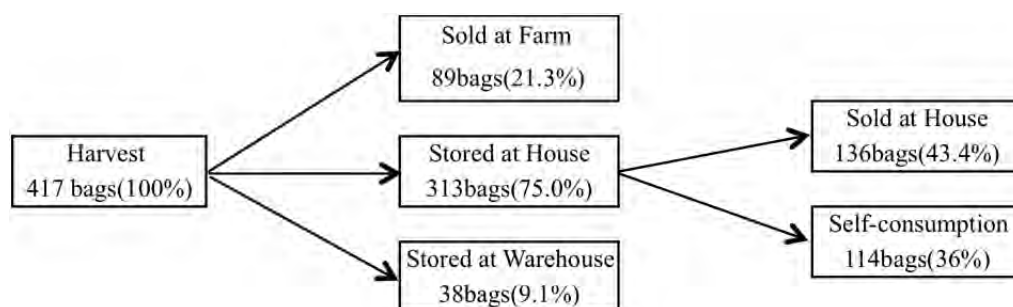 Harvest
417 bags(100%)
Sold at Farm
89bags(21.3%)
Stored at House
313bags(75.0%)
Stored at Warehouse
38bags(9.1%)
Sold at House
136bags(43.4%)
Self-consumption
114bags(36%)